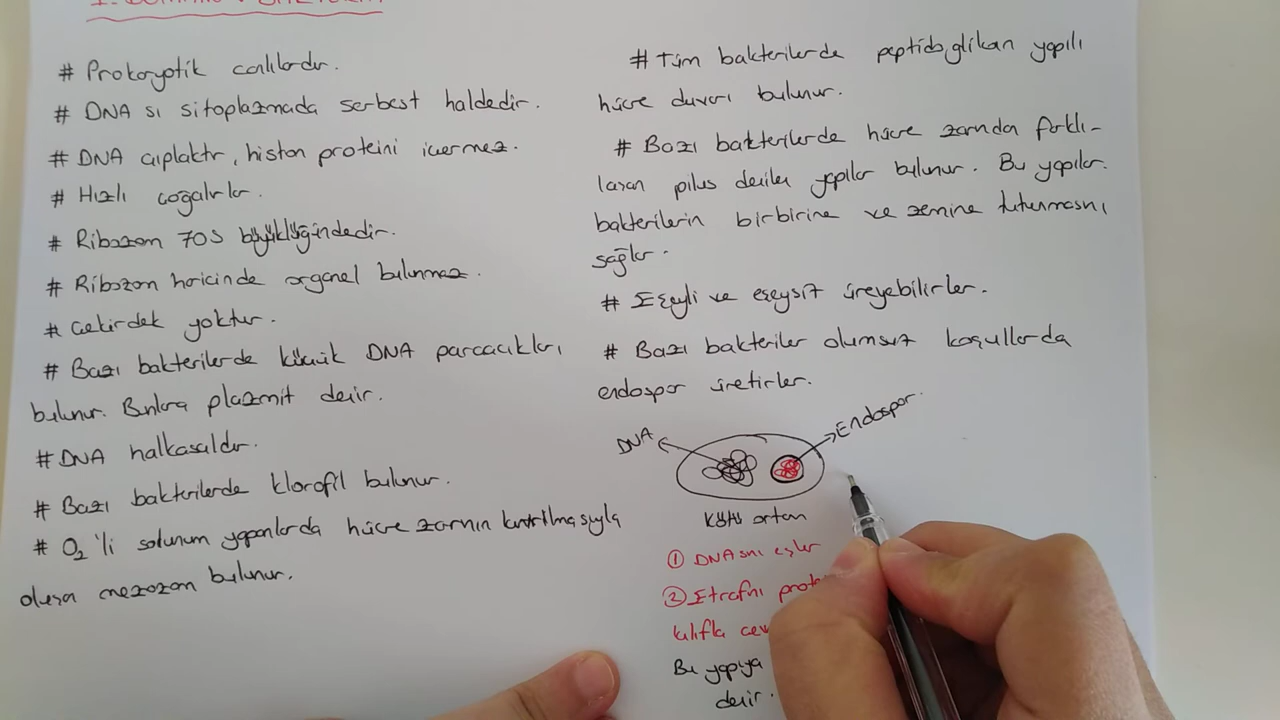 # Prokaryotik canlılardır.
# DNA sı sitoplazmada serbest haldedir.
# DNA çıplaktır, histon proteini içermez.
# Hızlı çoğalırlar.
# Ribozom 70S büyüklüğündedir.
# Ribozon haricinde organel bulunmaz.
# Çekirdek yoktur.
# Bazı bakterilerde küçük DNA parçacıkları
bulunur. Bunlara plazmit denir.
# DNA halkasaldır.
# Bazı bakterilerde klorofil bulunur.
# O2 'li solunum yapanlarda hücre zarının kıvrılmasıyla
oluşan mezozom bulunur.
# Tüm bakterilerde peptidoglikan yapılı
hücre duvarı bulunur.
# Bazı bakterilerde hücre zarında farklı-
laşan pilus denilen yapılar bulunur. Bu yapılar
bakterilerin birbirine ve zemine tutunmasını
sağlar.
# Eşeyli ve eşeysiz üreyebilirler.
# Bazı bakteriler olumsuz koşullarda
endospor üretirler.
DNA
Endospor
Kötü ortam
① DNA sını eşler
② Etrafını
kılıfla
Bu yapıya
denir.